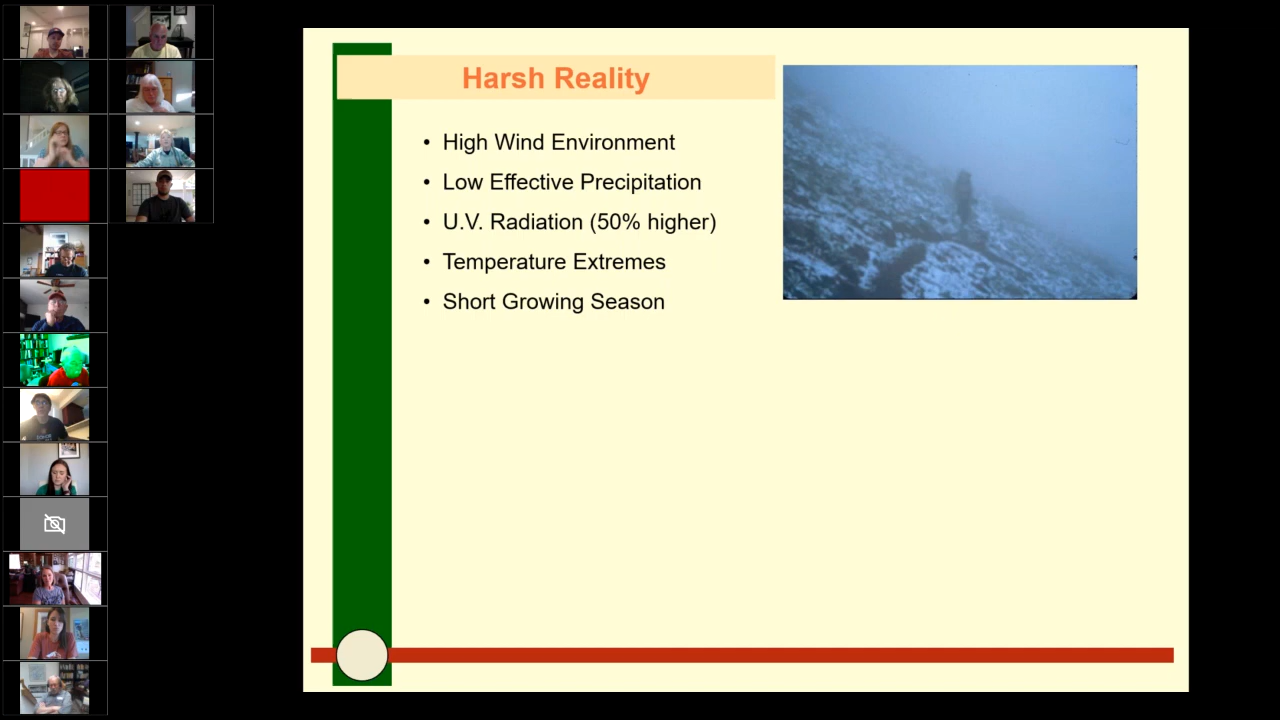 Harsh Reality
• High Wind Environment
• Low Effective Precipitation
• U.V. Radiation (50% higher)
• Temperature Extremes
• Short Growing Season